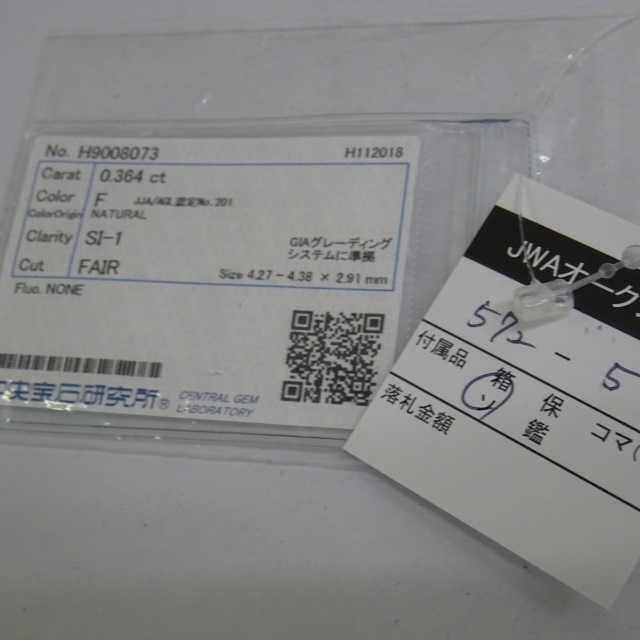 No. H9008073 H112018
Carat 0.364 ct
Color F JJA/AGL認定No.201
ColorOrigin NATURAL
Clarity SI-1 GIAグレーディング
システムに準拠
Cut FAIR Size 4.27 - 4.38 × 2.91 mm
Fluo. NONE
央宝石研究所® CENTRAL GEM
LABORATORY
JWAオーク
572 - 5
付属品 箱 保
ソ 鑑 コマ(
落札金額